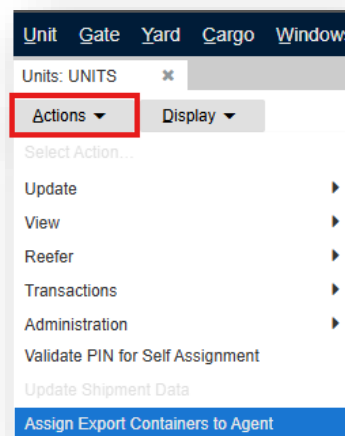 Unit Gate Yard Cargo Windows
Units: UNITS ×
Actions Display
Select Action...
Update
View
Reefer
Transactions
Administration
Validate PIN for Self Assignment
Update Shipment Data
Assign Export Containers to Agent